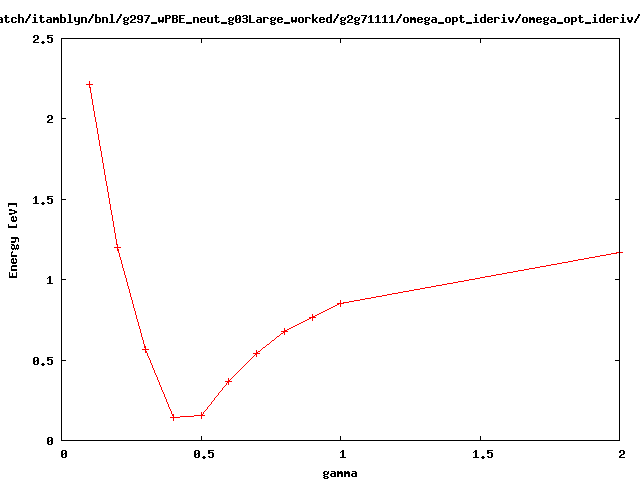 atch/itamblyn/bnl/g297_wPBE_neut_g03Large_worked/g2g71111/omega_opt_ideriv/omega_opt_ideriv/
2.5
2
1.5
1
0.5
0
Energy [eV]
0 0.5 1 1.5 2
gamma